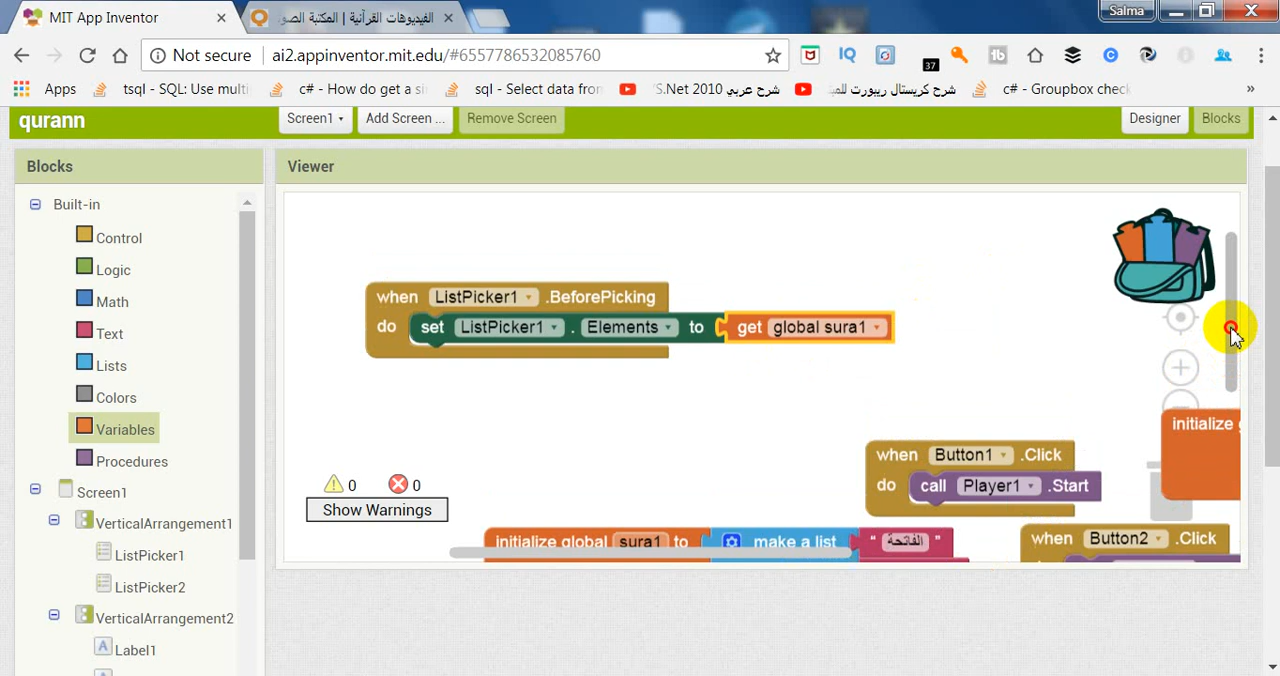 MIT App Inventor
الفيديوهات القرآنية | المكتبة الصو
Salma
Not secure
ai2.appinventor.mit.edu/#6557786532085760
IQ
37
Apps
tsql - SQL: Use multi
c# - How do get a si
sql - Select data from
S.Net 2010 شرح عربي
شرح كريستال ريبورت للمبت
c# - Groupbox check
»
qurann
Screen1
Add Screen ...
Remove Screen
Designer
Blocks
Blocks
Viewer
Built-in
Control
Logic
Math
Text
Lists
Colors
Variables
Procedures
Screen1
VerticalArrangement1
ListPicker1
ListPicker2
VerticalArrangement2
A Label1
when ListPicker1 .BeforePicking
do set ListPicker1 . Elements to get global sura1
initialize g
when Button1 .Click
do call Player1 .Start
0 0
Show Warnings
initialize global sura1 to make a list " الفاتحة "
when Button2 .Click